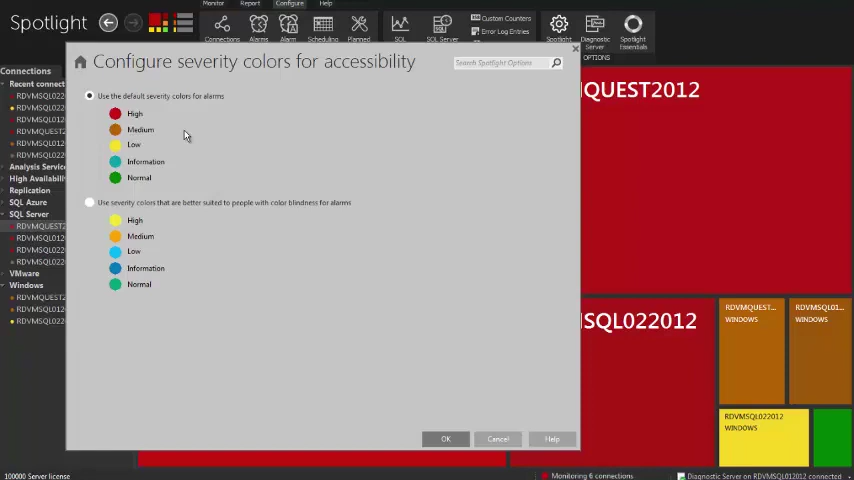 Monitor Report Configure Help
Spotlight
Connections
Alarms
Alarm
Scheduling
Planned
SQL
SQL Server
Custom Counters
Error Log Entries
Spotlight
Diagnostic
Server
Spotlight
Essentials
OPTIONS
Configure severity colors for accessibility
Search Spotlight Options
Use the default severity colors for alarms
High
Medium
Low
Information
Normal
Use severity colors that are better suited to people with color blindness for alarms
High
Medium
Low
Information
Normal
OK
Cancel
Help
Connections
Recent connect
RDVMSQL022
RDVMSQL022
RDVMSQL012
RDVMQUEST2
RDVMSQL012
RDVMSQL022
Analysis Service
High Availability
Replication
SQL Azure
SQL Server
RDVMQUEST2
RDVMSQL012
RDVMSQL022
RDVMSQL022
VMware
Windows
RDVMQUEST2
RDVMSQL012
RDVMSQL022
QUEST2012
SQL022012
RDVMQUEST...
WINDOWS
RDVMSQL01...
WINDOWS
RDVMSQL022012
WINDOWS
100000 Server license
Monitoring 6 connections
Diagnostic Server on RDVMSQL012012 connected